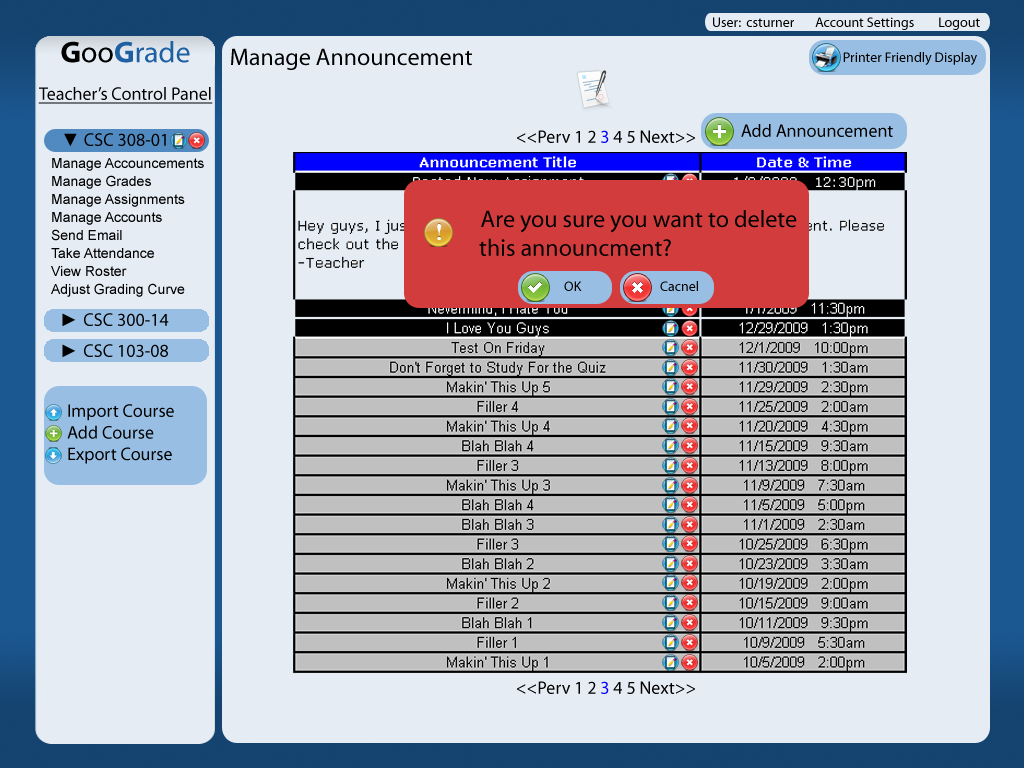 User: csturner Account Settings Logout
GooGrade
Teacher's Control Panel
▼ CSC 308-01
Manage Accouncements
Manage Grades
Manage Assignments
Manage Accounts
Send Email
Take Attendance
View Roster
Adjust Grading Curve
► CSC 300-14
► CSC 103-08
Import Course
Add Course
Export Course
Manage Announcement
Printer Friendly Display
<<Perv 1 2 3 4 5 Next>>
Add Announcement
Announcement Title Date & Time
Posted New Assignment 12:30pm
Hey guys, I jus ent. Please
check out the
-Teacher
Are you sure you want to delete
this announcment?
OK Cacnel
Nevermind, I Hate You 1/1/2009 11:30pm
I Love You Guys 12/29/2009 1:30pm
Test On Friday 12/1/2009 10:00pm
Don't Forget to Study For the Quiz 11/30/2009 1:30am
Makin' This Up 5 11/29/2009 2:30pm
Filler 4 11/25/2009 2:00am
Makin' This Up 4 11/20/2009 4:30pm
Blah Blah 4 11/15/2009 9:30am
Filler 3 11/13/2009 8:00pm
Makin' This Up 3 11/9/2009 7:30am
Blah Blah 4 11/5/2009 5:00pm
Blah Blah 3 11/1/2009 2:30am
Filler 3 10/25/2009 6:30pm
Blah Blah 2 10/23/2009 3:30am
Makin' This Up 2 10/19/2009 2:00pm
Filler 2 10/15/2009 9:00am
Blah Blah 1 10/11/2009 9:30pm
Filler 1 10/9/2009 5:30am
Makin' This Up 1 10/5/2009 2:00pm
<<Perv 1 2 3 4 5 Next>>